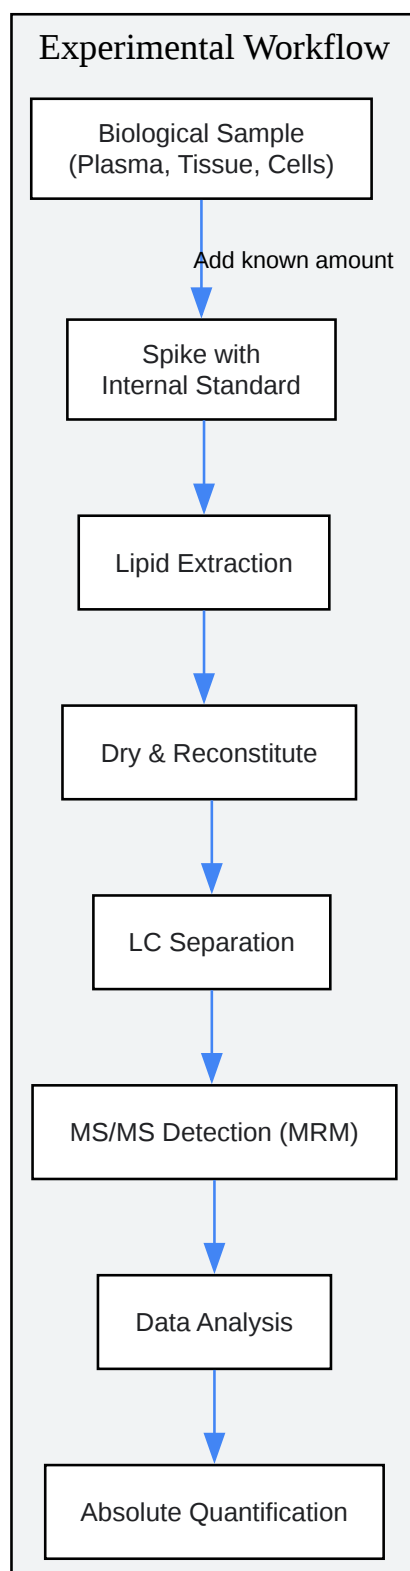 Experimental Workflow
Biological Sample
(Plasma, Tissue, Cells)
Add known amount
Spike with
Internal Standard
Lipid Extraction
Dry & Reconstitute
LC Separation
MS/MS Detection (MRM)
Data Analysis
Absolute Quantification